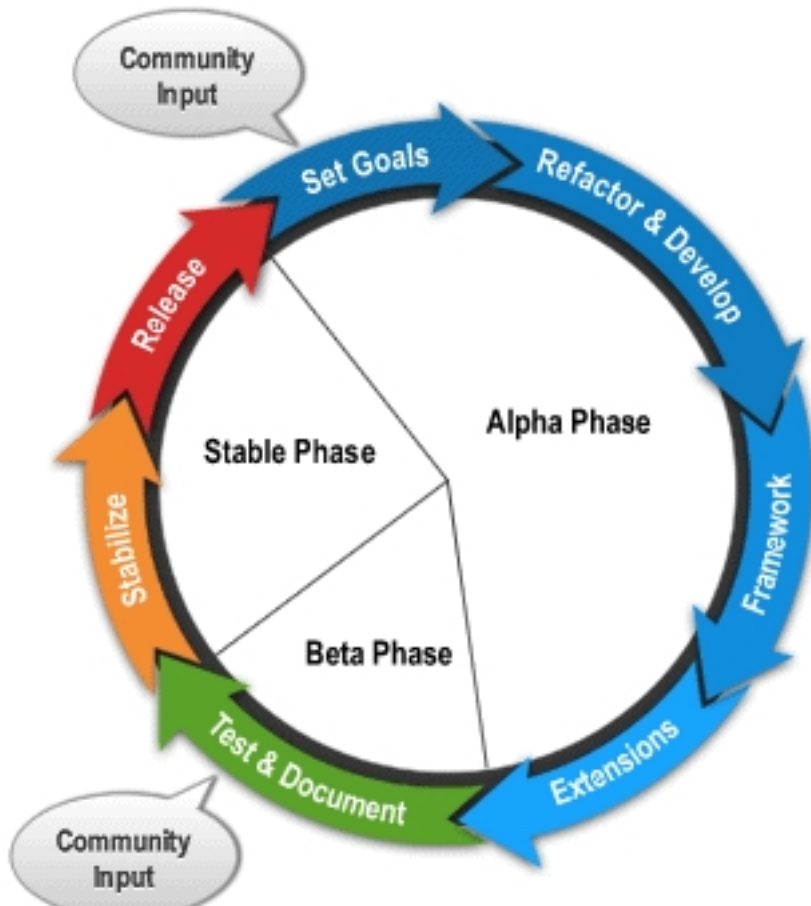 Community
Input
Set Goals
Refactor & Develop
Release
Alpha Phase
Stable Phase
Framework
Stabilize
Beta Phase
Test & Document
Extensions
Community
Input